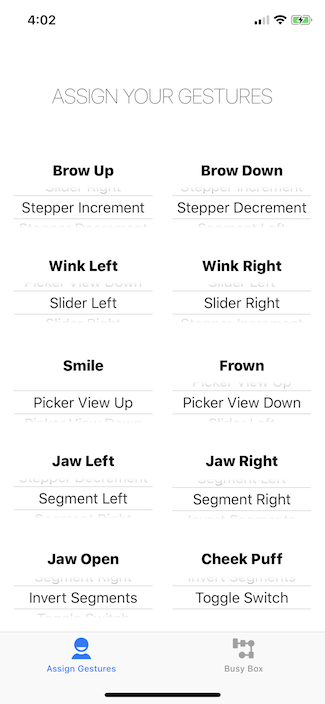 4:02
ASSIGN YOUR GESTURES
Brow Up
Brow Down
Slider Right
Stepper Increment
Stepper Increment
Stepper Decrement
Stepper Decrement
Segment Left
Wink Left
Wink Right
Picker View Down
Slider Left
Slider Left
Slider Right
Slider Right
Stepper Increment
Smile
Frown
Picker View Up
Picker View Up
Picker View Down
Picker View Down
Slider Left
Jaw Left
Jaw Right
Stepper Decrement
Segment Left
Segment Left
Segment Right
Segment Right
Invert Segments
Jaw Open
Cheek Puff
Segment Right
Invert Segments
Invert Segments
Toggle Switch
Toggle Switch
Assign Gestures
Busy Box